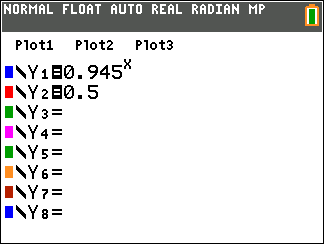 NORMAL FLOAT AUTO REAL RADIAN MP
Plot1 Plot2 Plot3
\Y₁=0.945ˣ
\Y₂=0.5
\Y₃=
\Y₄=
\Y₅=
\Y₆=
\Y₇=
\Y₈=